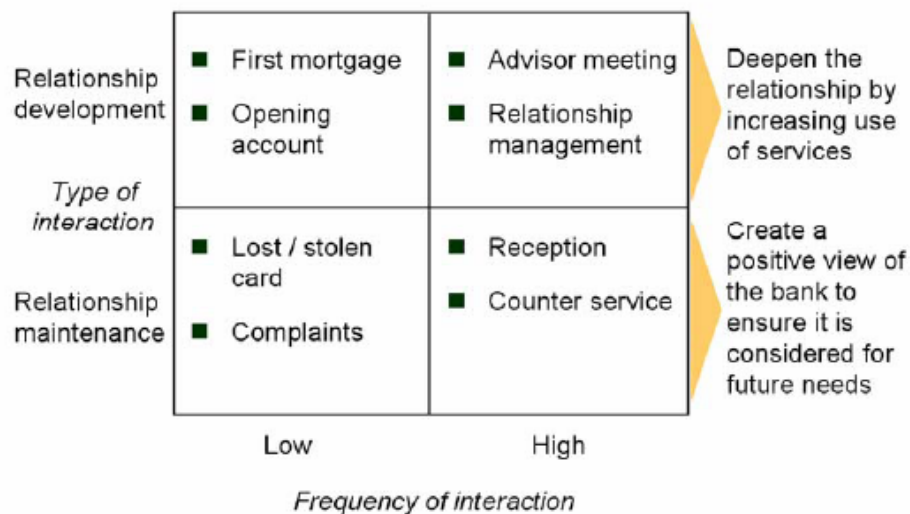 Relationship
development
First mortgage
Opening
account
Advisor meeting
Relationship
management
Deepen the
relationship by
increasing use
of services
Type of
interaction
Relationship
maintenance
Lost / stolen
card
Complaints
Reception
Counter service
Create a
positive view of
the bank to
ensure it is
considered for
future needs
Low
High
Frequency of interaction